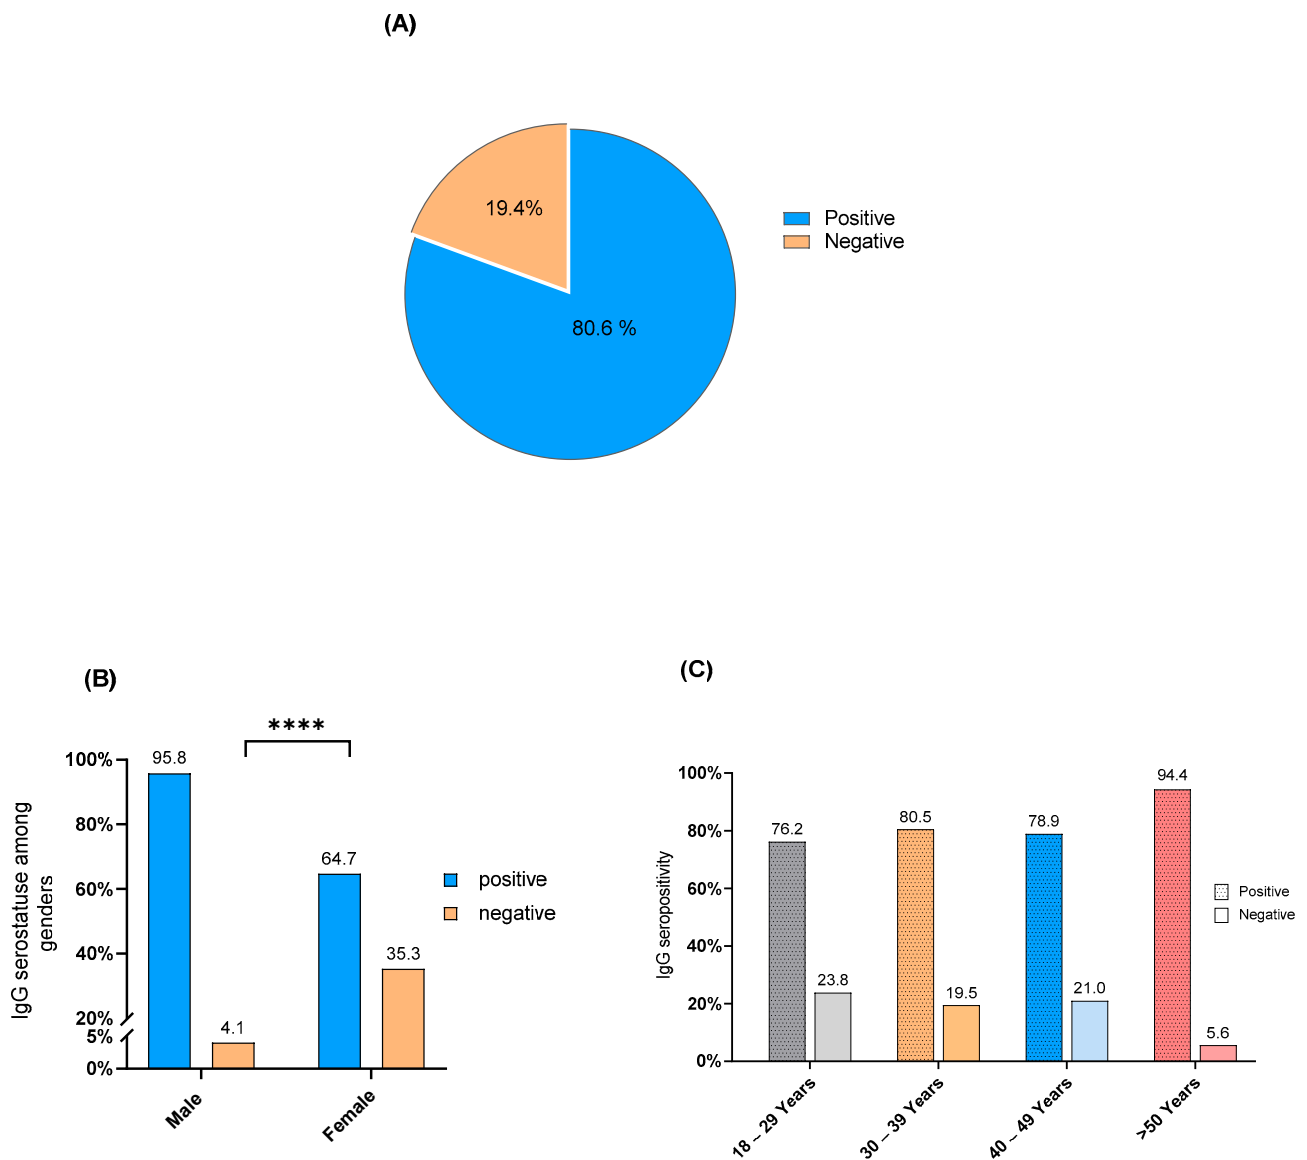 (A)
19.4%
80.6 %
Positive
Negative
(B)
****
100%
80%
60%
40%
20%
5%
0%
IgG serostatuse among
genders
95.8
4.1
64.7
35.3
Male
Female
positive
negative
(C)
100%
80%
60%
40%
20%
0%
IgG seropositivity
76.2
23.8
80.5
19.5
78.9
21.0
94.4
5.6
18 – 29 Years
30 – 39 Years
40 – 49 Years
>50 Years
Positive
Negative